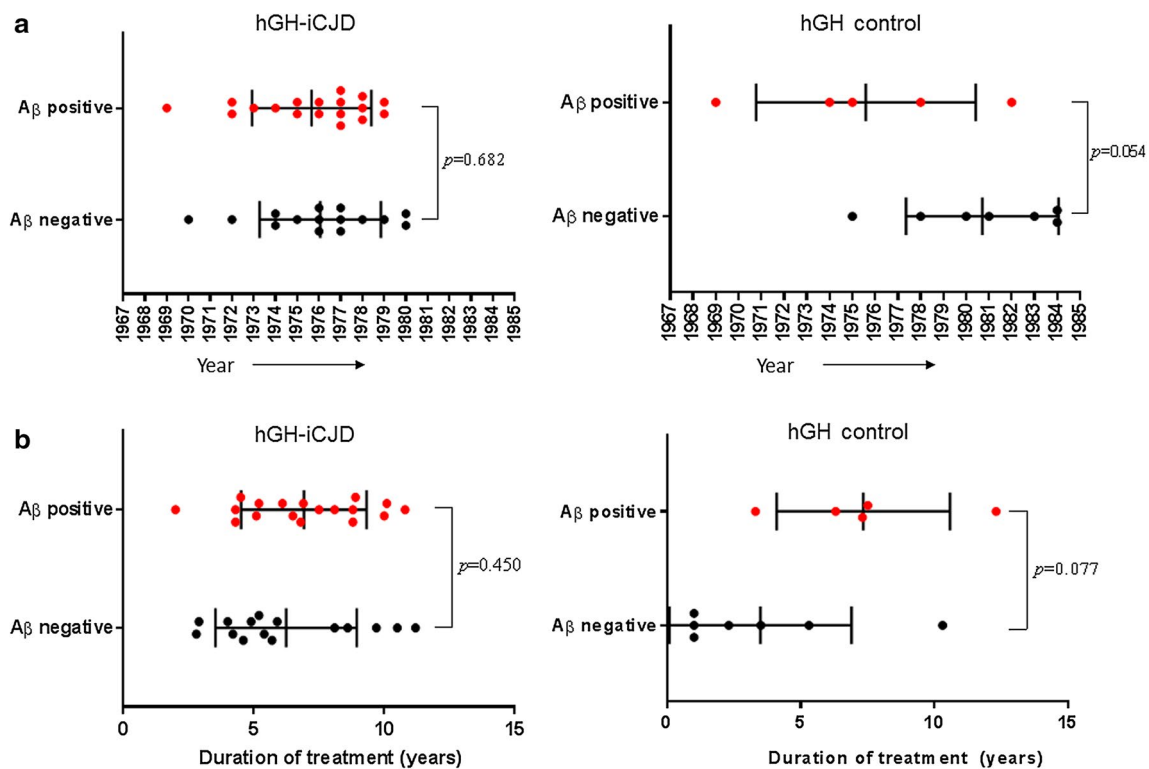 a
hGH-iCJD
Aβ positive
Aβ negative
p=0.682
1967 1968 1969 1970 1971 1972 1973 1974 1975 1976 1977 1978 1979 1980 1981 1982 1983 1984 1985
Year
hGH control
Aβ positive
Aβ negative
p=0.054
1967 1968 1969 1970 1971 1972 1973 1974 1975 1976 1977 1978 1979 1980 1981 1982 1983 1984 1985
Year
b
hGH-iCJD
Aβ positive
Aβ negative
p=0.450
0 5 10 15
Duration of treatment (years)
hGH control
Aβ positive
Aβ negative
p=0.077
0 5 10 15
Duration of treatment (years)